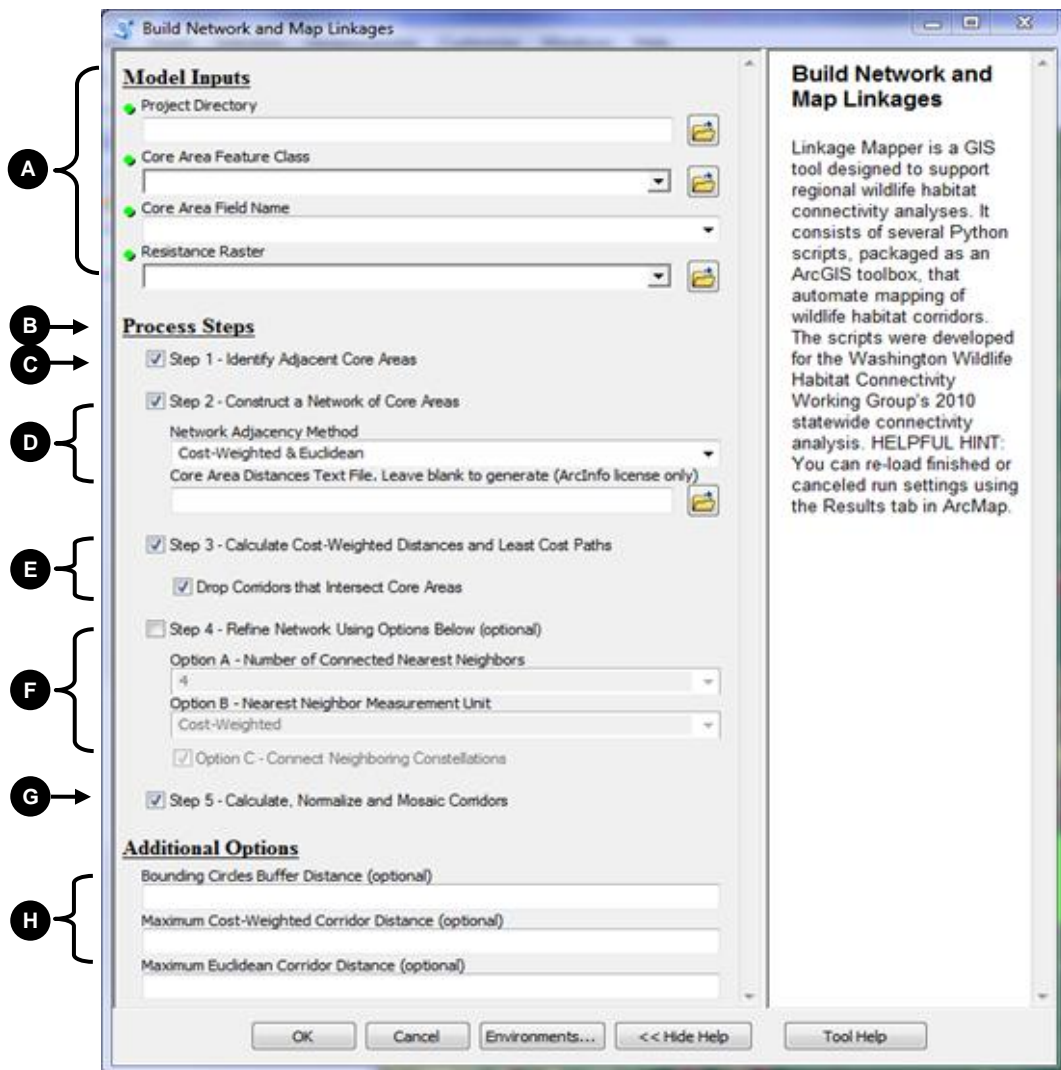 Build Network and Map Linkages
A
Model Inputs
Project Directory
Core Area Feature Class
Core Area Field Name
Resistance Raster
B
Process Steps
C
Step 1 - Identify Adjacent Core Areas
D
Step 2 - Construct a Network of Core Areas
Network Adjacency Method
Cost-Weighted & Euclidean
Core Area Distances Text File. Leave blank to generate (ArcInfo license only)
E
Step 3 - Calculate Cost-Weighted Distances and Least Cost Paths
Drop Corridors that Intersect Core Areas
F
Step 4 - Refine Network Using Options Below (optional)
Option A - Number of Connected Nearest Neighbors
4
Option B - Nearest Neighbor Measurement Unit
Cost-Weighted
Option C - Connect Neighboring Constellations
G
Step 5 - Calculate, Normalize and Mosaic Corridors
Additional Options
H
Bounding Circles Buffer Distance (optional)
Maximum Cost-Weighted Corridor Distance (optional)
Maximum Euclidean Corridor Distance (optional)
OK
Cancel
Environments...
<< Hide Help
Tool Help
Build Network and
Map Linkages
Linkage Mapper is a GIS
tool designed to support
regional wildlife habitat
connectivity analyses. It
consists of several Python
scripts, packaged as an
ArcGIS toolbox, that
automate mapping of
wildlife habitat corridors.
The scripts were developed
for the Washington Wildlife
Habitat Connectivity
Working Group's 2010
statewide connectivity
analysis. HELPFUL HINT:
You can re-load finished or
canceled run settings using
the Results tab in ArcMap.